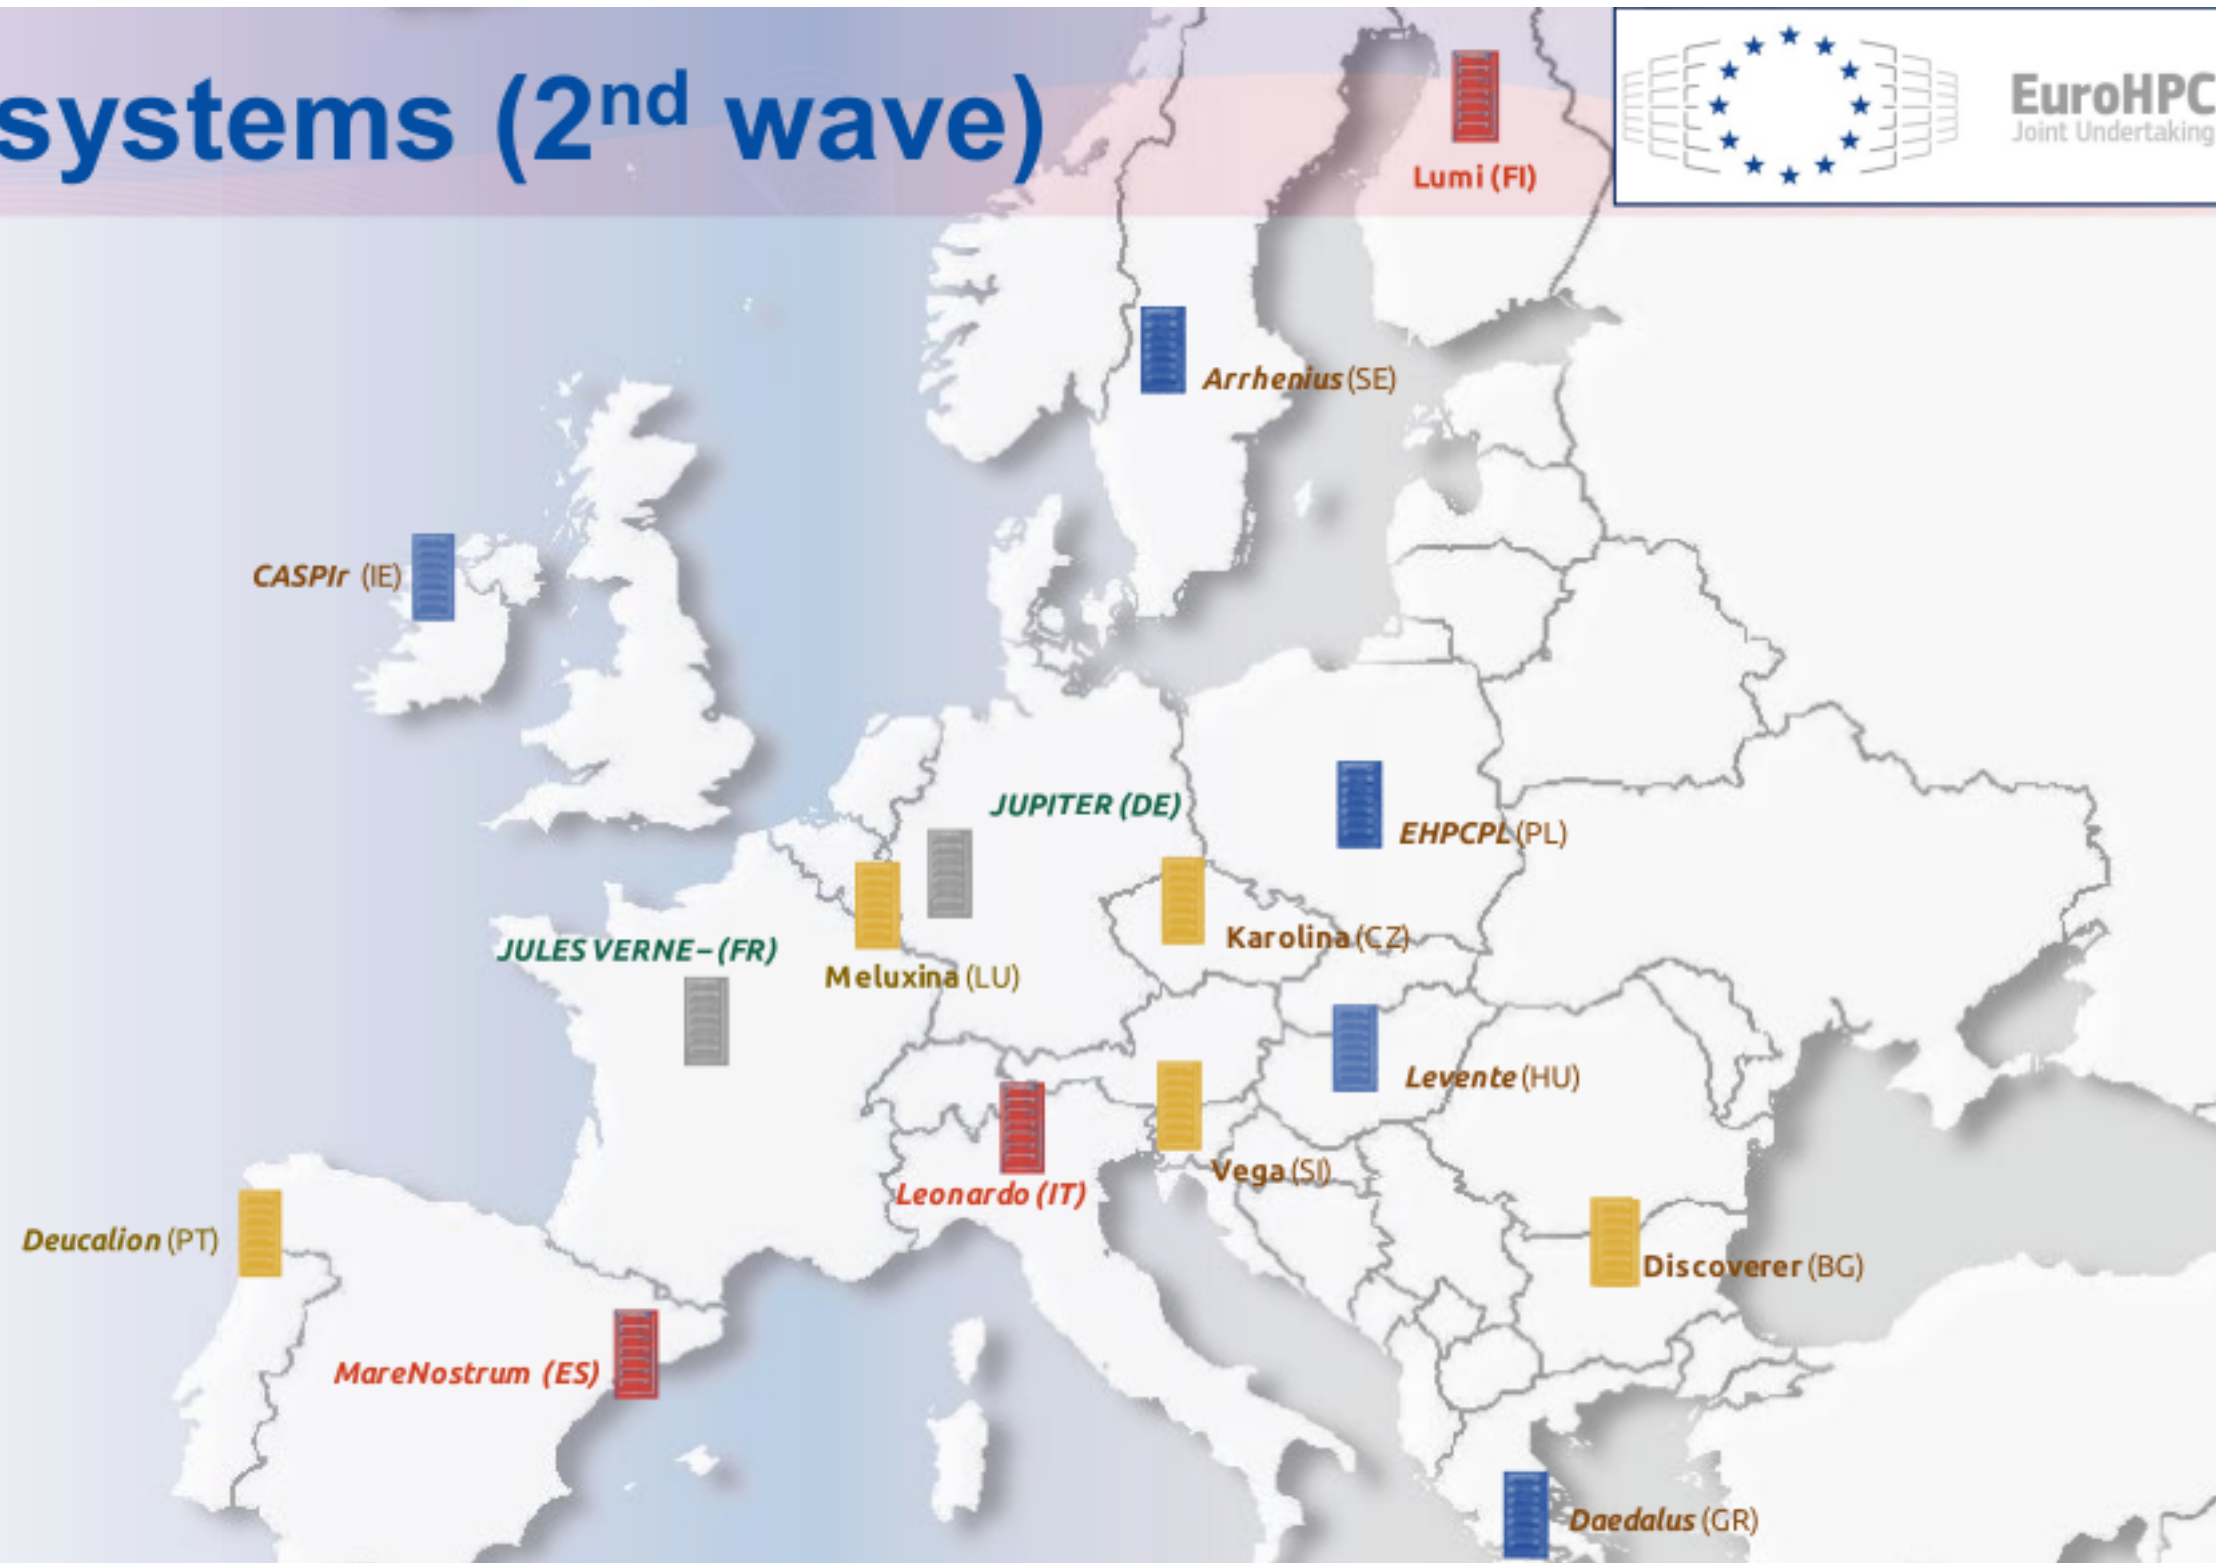 systems (2nd wave)
EuroHPC
Joint Undertaking
Lumi (FI)
Arrhenius (SE)
CASPIr (IE)
JUPITER (DE)
EHPCPL (PL)
Karolina (CZ)
JULES VERNE – (FR)
Meluxina (LU)
Levente (HU)
Vega (SI)
Leonardo (IT)
Deucalion (PT)
Discoverer (BG)
MareNostrum (ES)
Daedalus (GR)